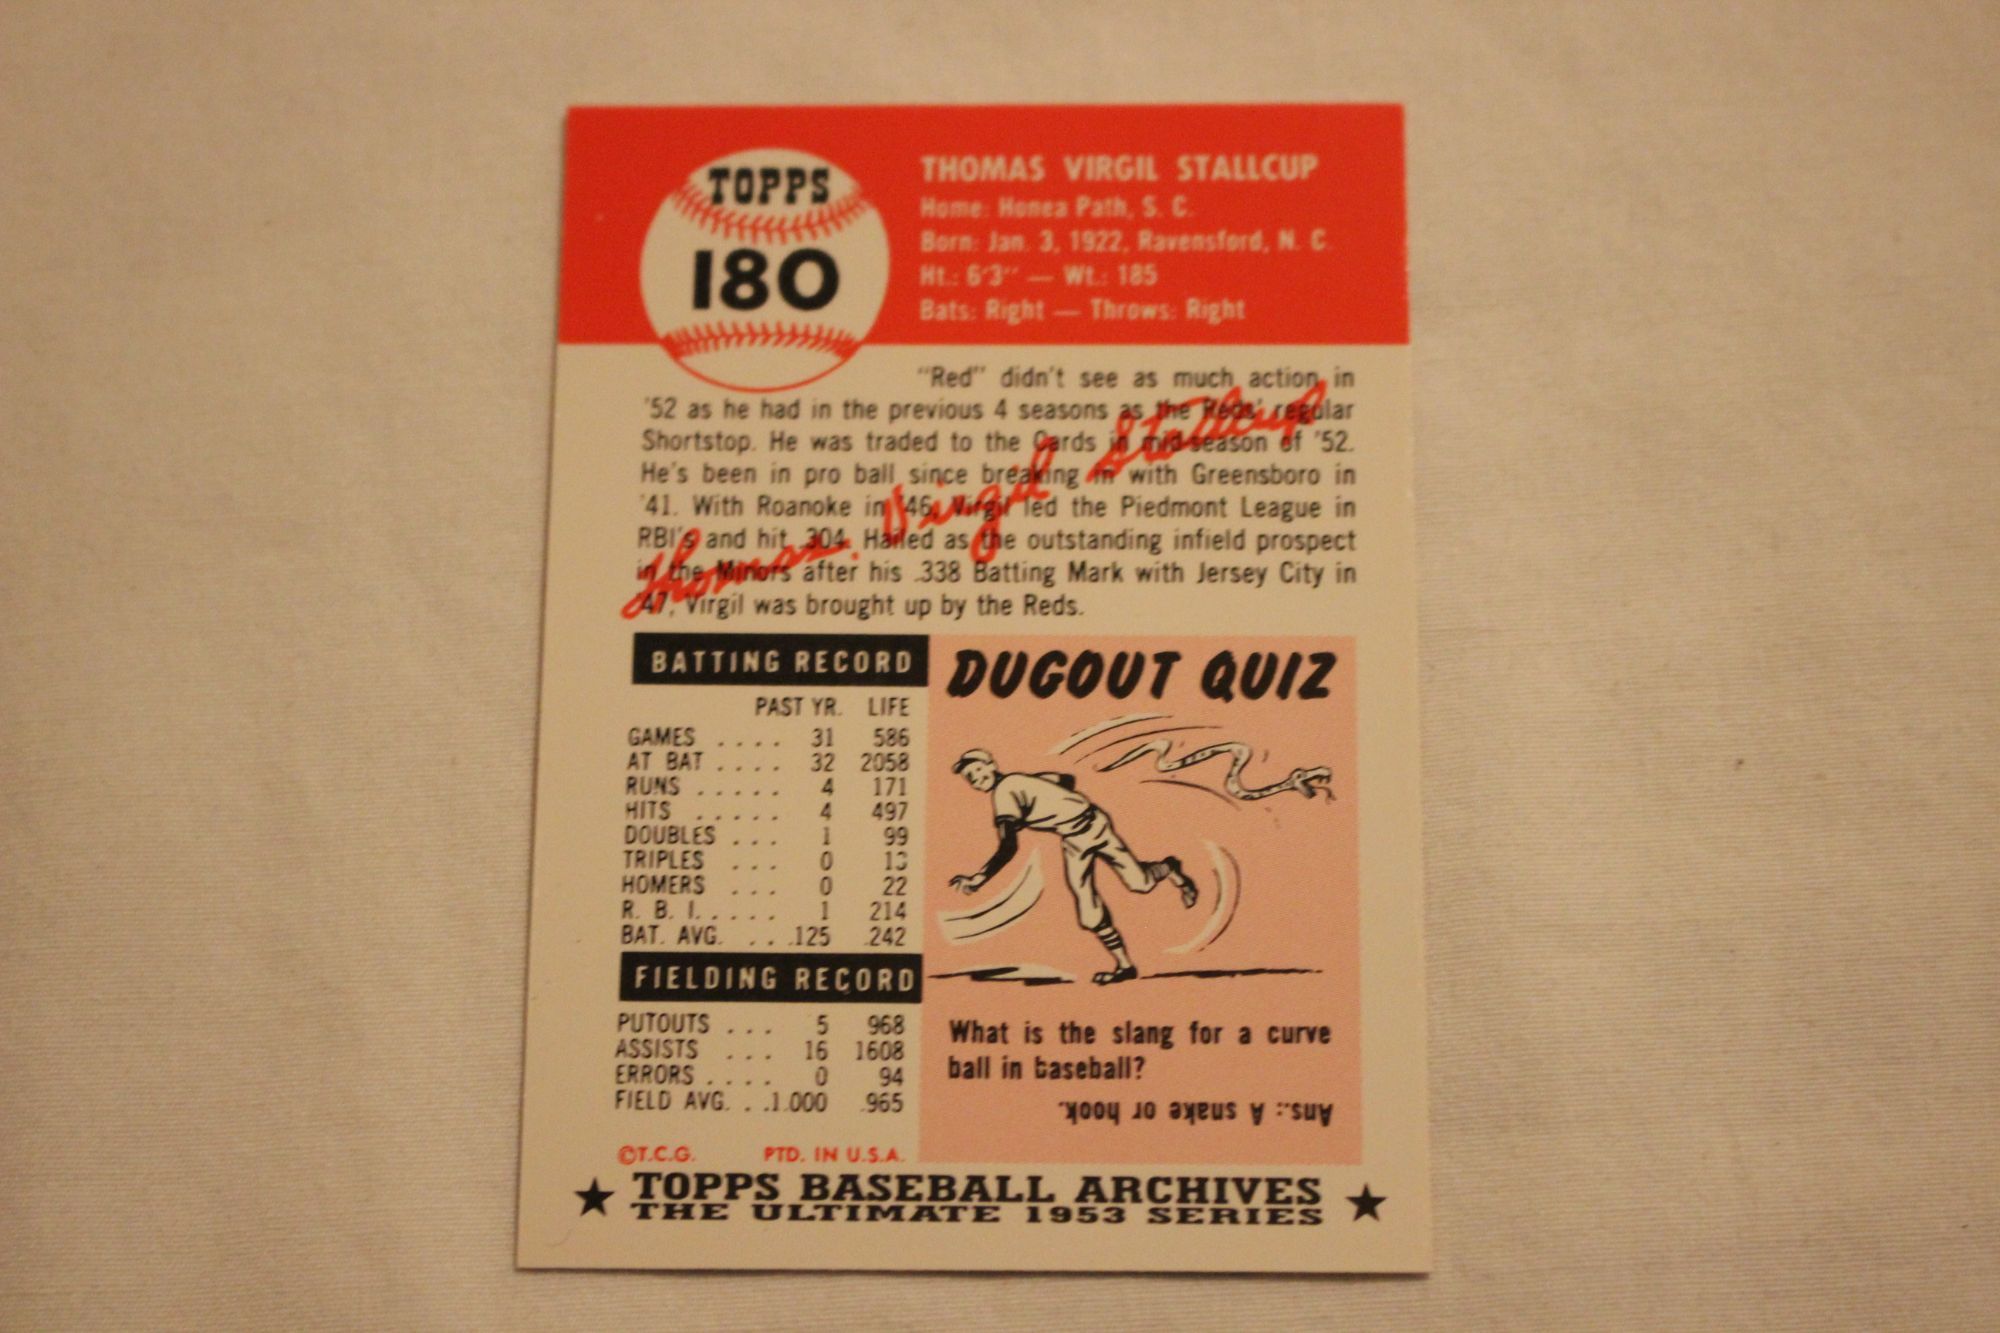 TOPPS
180
THOMAS VIRGIL STALLCUP
Home: Honea Path, S. C.
Born: Jan. 3, 1922, Ravensford, N. C.
Ht.: 6'3" — Wt.: 185
Bats: Right — Throws: Right
"Red" didn't see as much action in
'52 as he had in the previous 4 seasons as the Reds' regular
Shortstop. He was traded to the Cards in mid-season of '52.
He's been in pro ball since breaking in with Greensboro in
'41. With Roanoke in '46, Virgil led the Piedmont League in
RBI's and hit .304. Hailed as the outstanding infield prospect
in the Minors after his .338 Batting Mark with Jersey City in
'47, Virgil was brought up by the Reds.
Thomas Virgil Stallcup
BATTING RECORD
PAST YR. LIFE
GAMES . . . . 31 586
AT BAT . . . . 32 2058
RUNS . . . . . 4 171
HITS . . . . . 4 497
DOUBLES . . . 1 99
TRIPLES . . . 0 13
HOMERS . . . 0 22
R. B. I. . . . . 1 214
BAT. AVG. . . .125 .242
FIELDING RECORD
PUTOUTS . . . 5 968
ASSISTS . . . 16 1608
ERRORS . . . . 0 94
FIELD AVG. . .1.000 .965
©T.C.G. PTD. IN U.S.A.
DUGOUT QUIZ
What is the slang for a curve
ball in baseball?
Ans.: A snake or hook.
★ TOPPS BASEBALL ARCHIVES ★
THE ULTIMATE 1953 SERIES